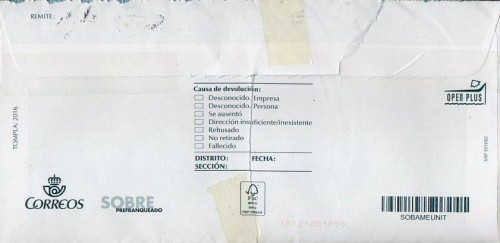 REMITE:
Causa de devolución:
Desconocido. Empresa
Desconocido. Persona
Se ausentó
Dirección insuficiente/inexistente
Rehusado
No retirado
Fallecido
DISTRITO: FECHA:
SECCIÓN:
OPEN PLUS
TOMPLA: 2016
CORREOS
SOBRE
PREFRANQUEADO
FSC
SOBAMEUNIT